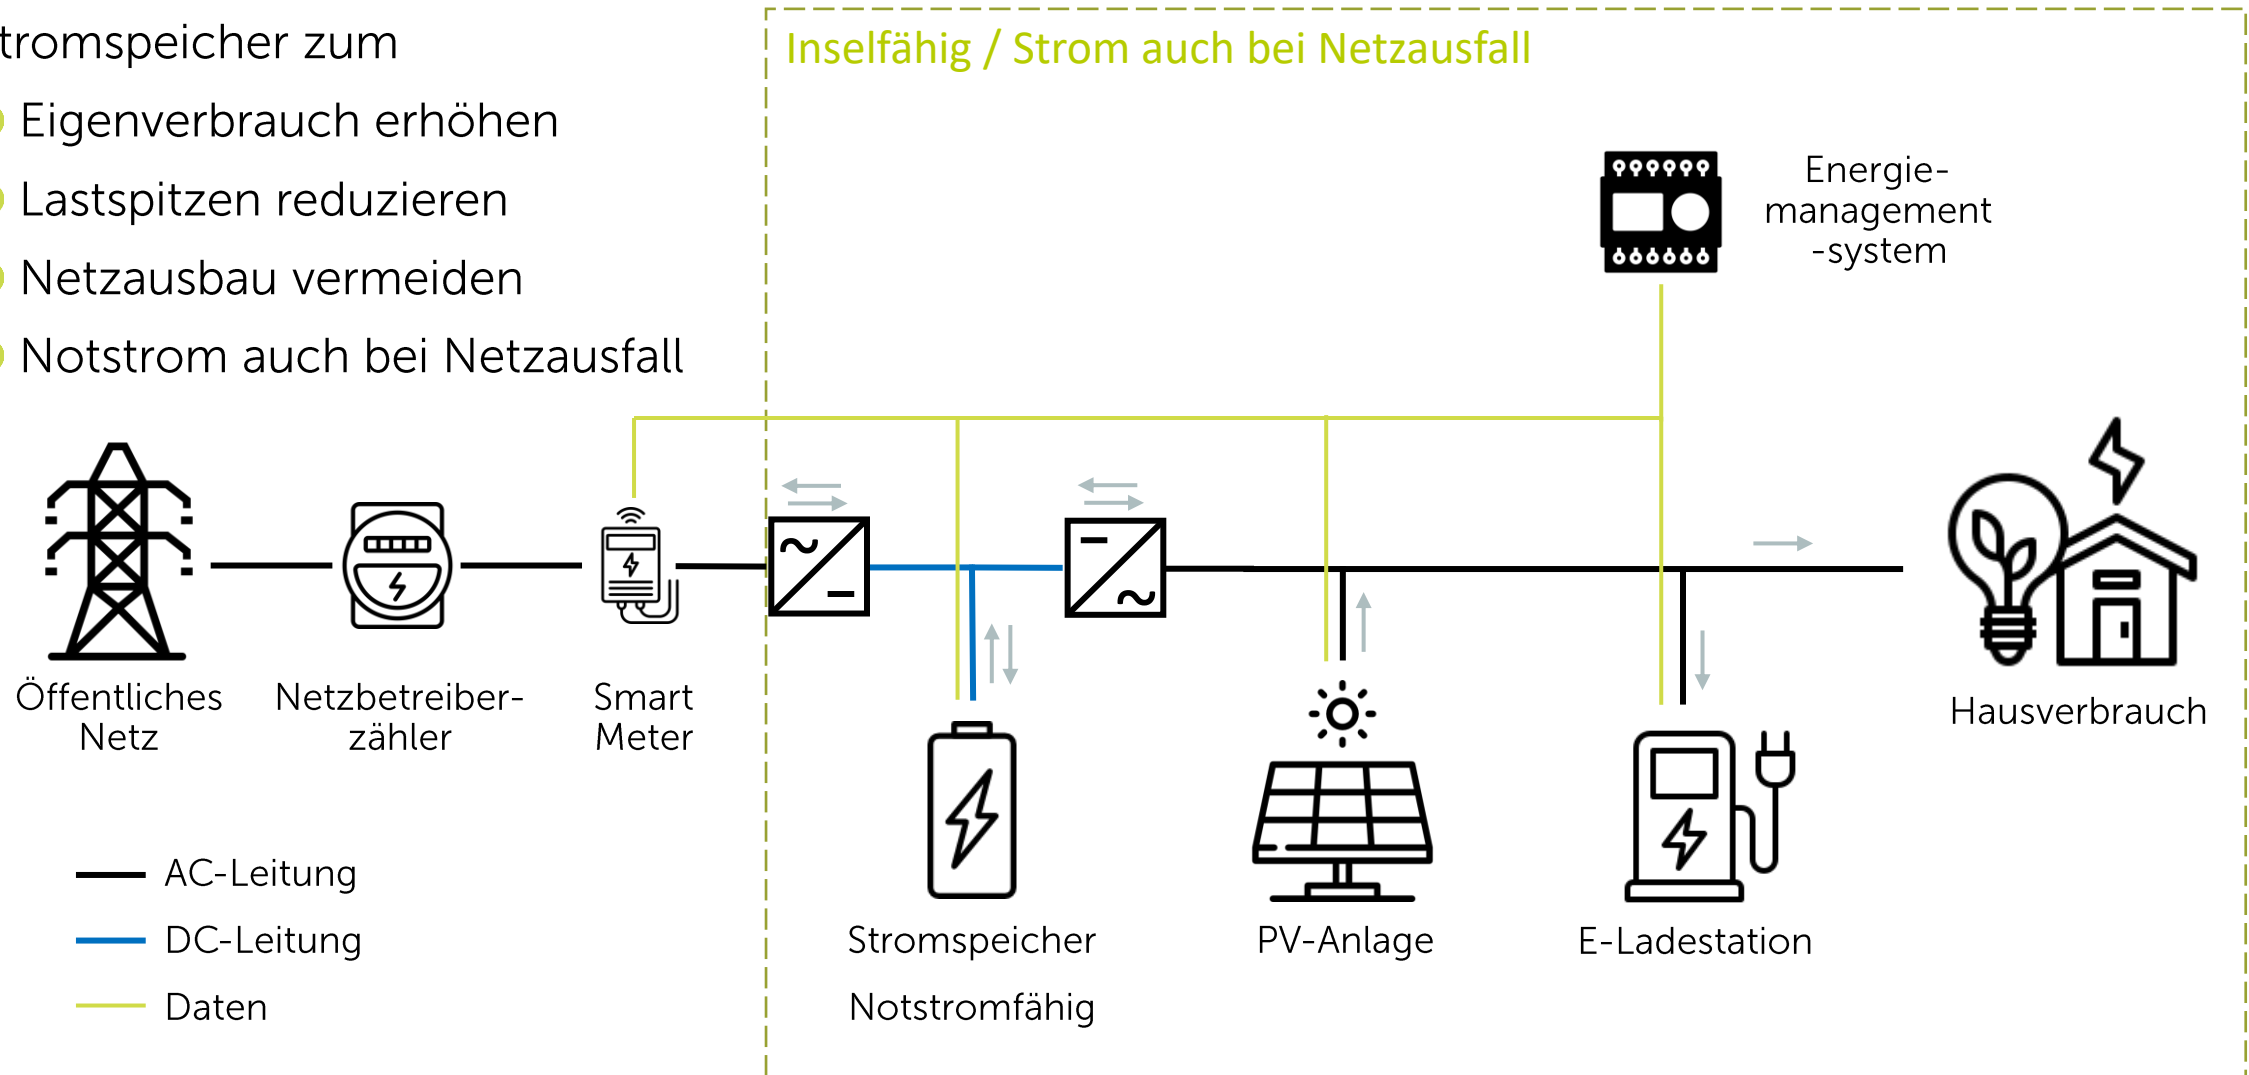 tromspeicher zum
Eigenverbrauch erhöhen
Lastspitzen reduzieren
Netzausbau vermeiden
Notstrom auch bei Netzausfall
Inselfähig / Strom auch bei Netzausfall
Energie-
management
-system
Öffentliches
Netz
Netzbetreiber-
zähler
Smart
Meter
Hausverbrauch
Stromspeicher
Notstromfähig
PV-Anlage
E-Ladestation
AC-Leitung
DC-Leitung
Daten